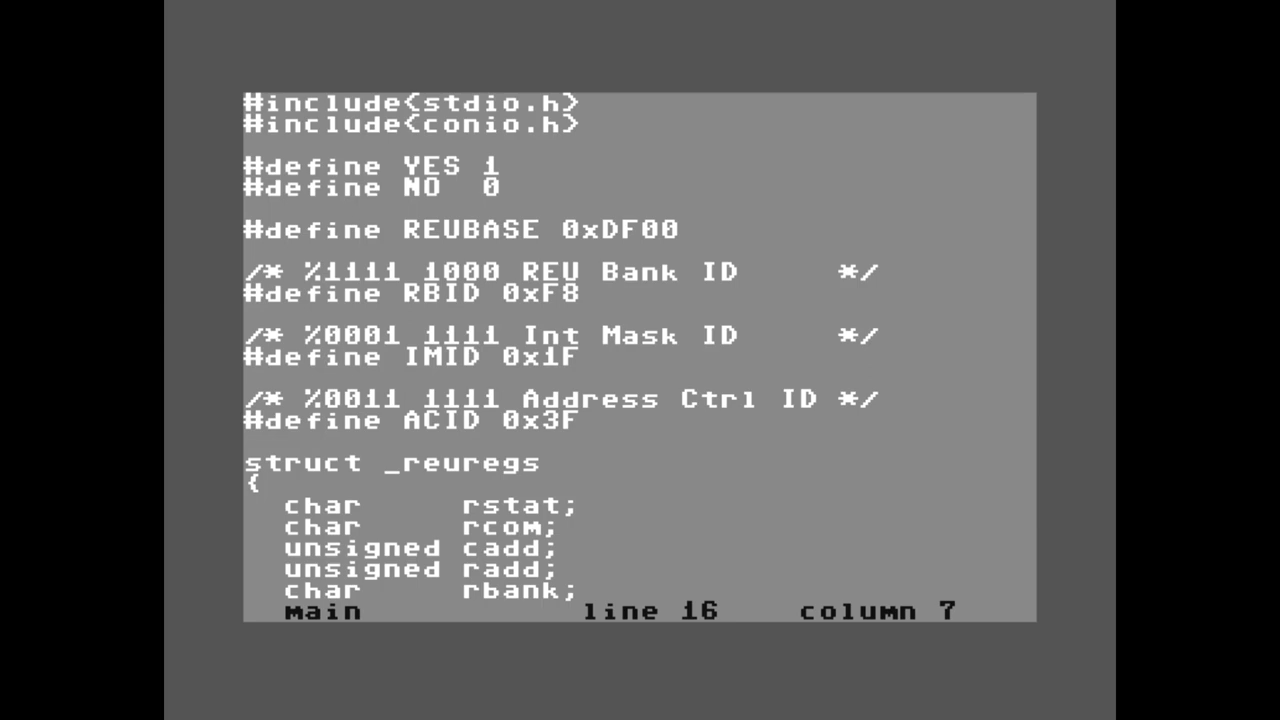 #include<stdio.h>
#include<conio.h>
#define YES 1
#define NO  0
#define REUBASE 0xDF00
/* %1111 1000 REU Bank ID     */
#define RBID 0xF8
/* %0001 1111 Int Mask ID     */
#define IMID 0x1F
/* %0011 1111 Address Ctrl ID */
#define ACID 0x3F
struct _reuregs
{
  char     rstat;
  char     rcom;
  unsigned cadd;
  unsigned radd;
  char     rbank;
  main           line 16    column 7